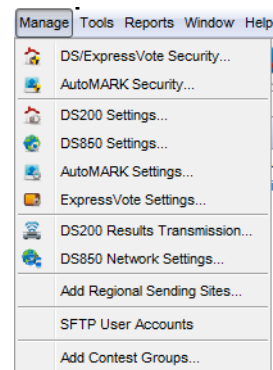 Manage Tools Reports Window Help
DS/ExpressVote Security...
AutoMARK Security...
DS200 Settings...
DS850 Settings...
AutoMARK Settings...
ExpressVote Settings...
DS200 Results Transmission...
DS850 Network Settings...
Add Regional Sending Sites...
SFTP User Accounts
Add Contest Groups...